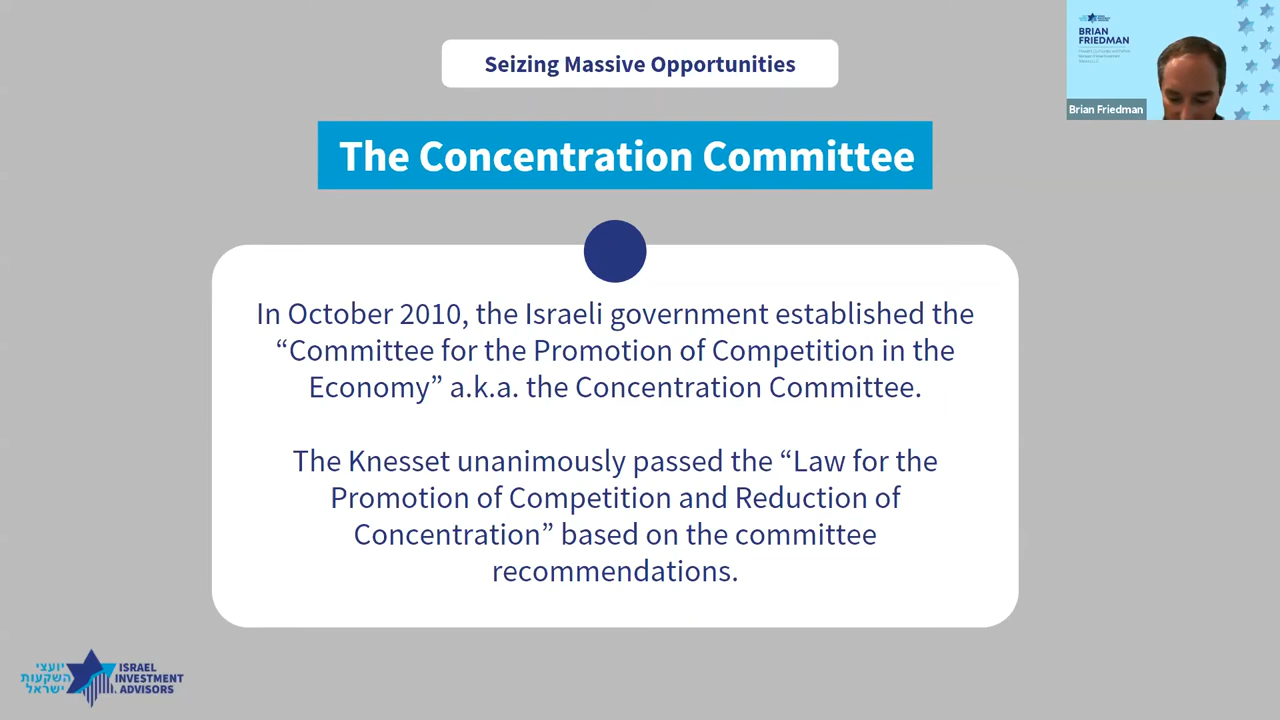 Seizing Massive Opportunities
BRIAN
FRIEDMAN
Brian Friedman
The Concentration Committee
In October 2010, the Israeli government established the
“Committee for the Promotion of Competition in the
Economy” a.k.a. the Concentration Committee.
The Knesset unanimously passed the “Law for the
Promotion of Competition and Reduction of
Concentration” based on the committee
recommendations.
יועצי
השקעות
ישראל
ISRAEL
INVESTMENT
ADVISORS